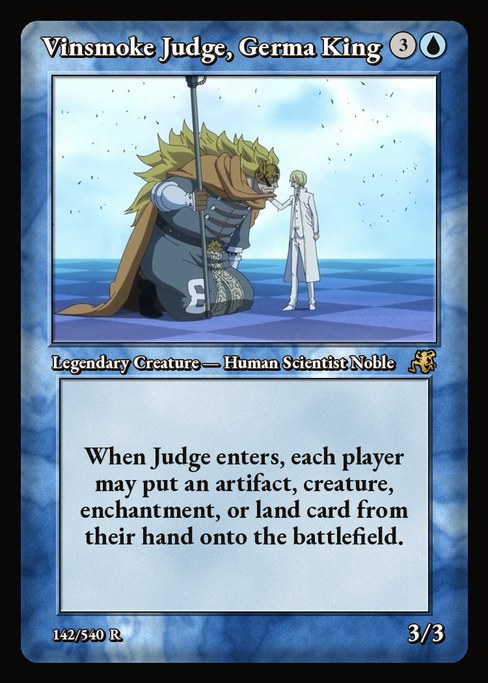 Vinsmoke Judge, Germa King 3
Legendary Creature — Human Scientist Noble
When Judge enters, each player
may put an artifact, creature,
enchantment, or land card from
their hand onto the battlefield.
142/540 R
3/3